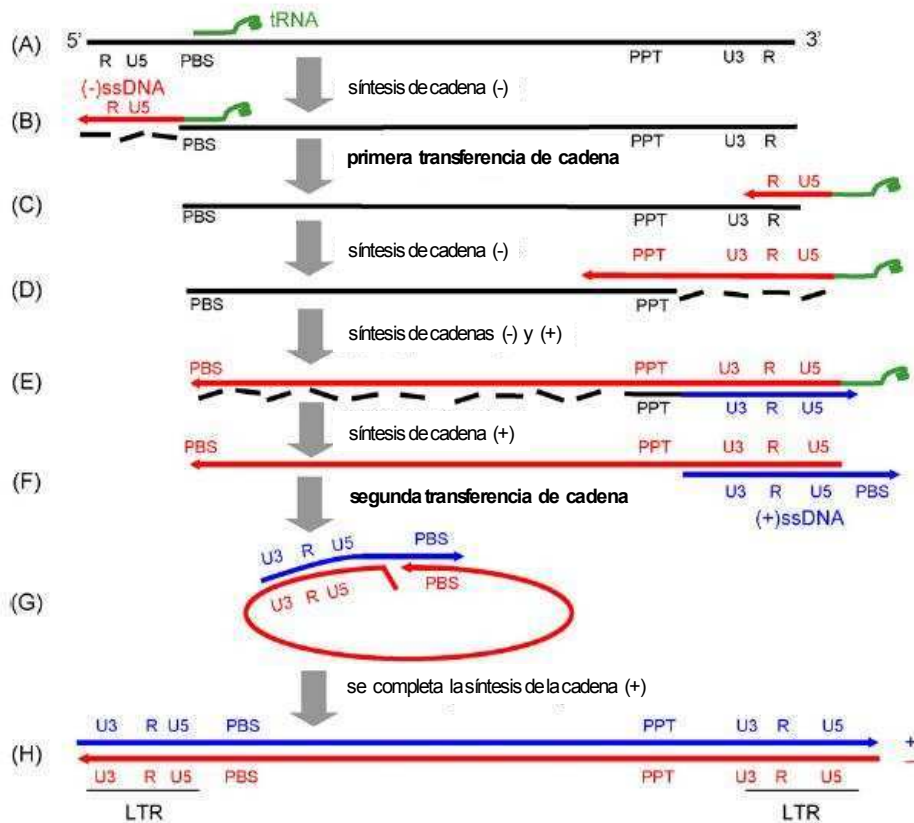 tRNA
(A) 5' 3'
R U5 PBS PPT U3 R
síntesis de cadena (-)
(-)ssDNA
R U5
(B)
PBS PPT U3 R
primera transferencia de cadena
R U5
(C)
PBS PPT U3 R
síntesis de cadena (-)
PPT U3 R U5
(D)
PBS PPT
síntesis de cadenas (-) y (+)
PBS PPT U3 R U5
(E)
PPT U3 R U5
síntesis de cadena (+)
PBS PPT U3 R U5
(F)
U3 R U5 PBS
(+)ssDNA
segunda transferencia de cadena
U3 R U5 PBS
U3 R U5 PBS
(G)
se completa la síntesis de la cadena (+)
U3 R U5 PBS PPT U3 R U5
(H) +
−
U3 R U5 PBS PPT U3 R U5
LTR LTR